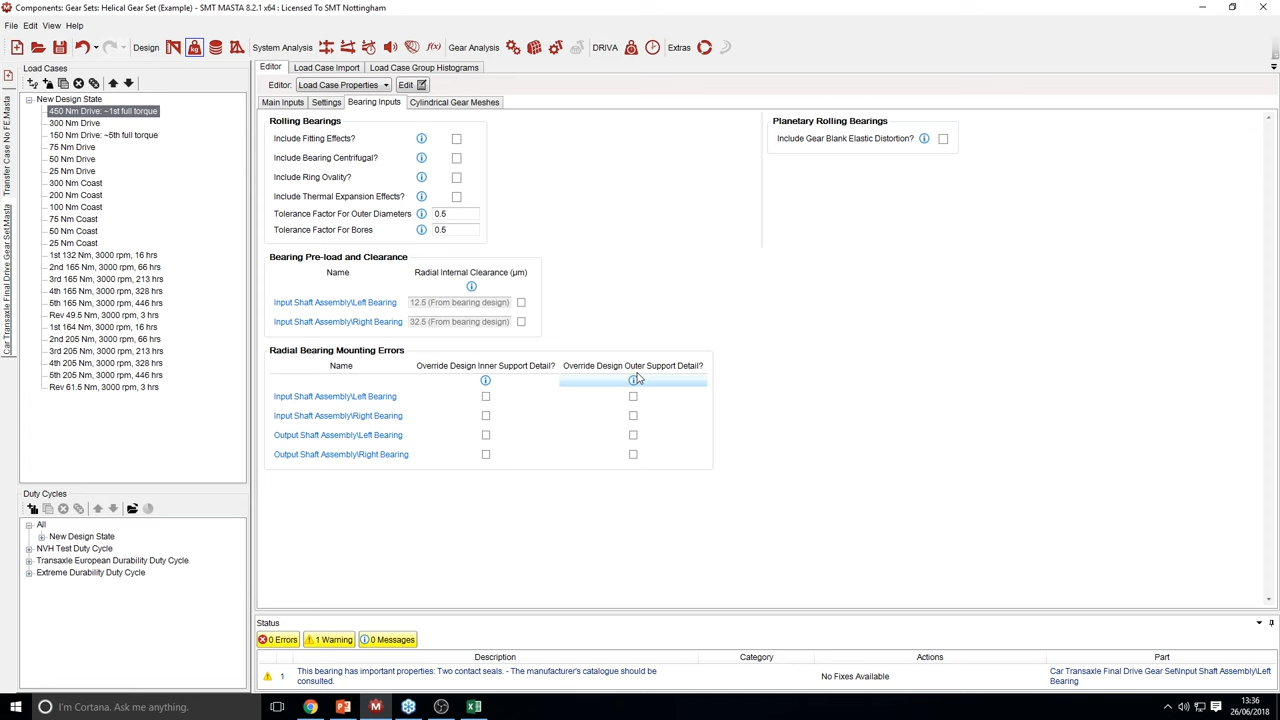 Components: Gear Sets: Helical Gear Set (Example) - SMT MASTA 8.2.1 x64 : Licensed To SMT Nottingham
File Edit View Help
Design System Analysis Gear Analysis DRIVA Extras
Load Cases
Transfer Case No FE.Masta
Car Transaxle Final Drive Gear Set.Masta
New Design State
450 Nm Drive: ~1st full torque
300 Nm Drive
150 Nm Drive: ~5th full torque
75 Nm Drive
50 Nm Drive
25 Nm Drive
300 Nm Coast
200 Nm Coast
100 Nm Coast
75 Nm Coast
50 Nm Coast
25 Nm Coast
1st 132 Nm, 3000 rpm, 16 hrs
2nd 165 Nm, 3000 rpm, 66 hrs
3rd 165 Nm, 3000 rpm, 213 hrs
4th 165 Nm, 3000 rpm, 328 hrs
5th 165 Nm, 3000 rpm, 446 hrs
Rev 49.5 Nm, 3000 rpm, 3 hrs
1st 164 Nm, 3000 rpm, 16 hrs
2nd 205 Nm, 3000 rpm, 66 hrs
3rd 205 Nm, 3000 rpm, 213 hrs
4th 205 Nm, 3000 rpm, 328 hrs
5th 205 Nm, 3000 rpm, 446 hrs
Rev 61.5 Nm, 3000 rpm, 3 hrs
Duty Cycles
All
New Design State
NVH Test Duty Cycle
Transaxle European Durability Duty Cycle
Extreme Durability Duty Cycle
Editor Load Case Import Load Case Group Histograms
Editor: Load Case Properties Edit
Main Inputs Settings Bearing Inputs Cylindrical Gear Meshes
Rolling Bearings
Include Fitting Effects?
Include Bearing Centrifugal?
Include Ring Ovality?
Include Thermal Expansion Effects?
Tolerance Factor For Outer Diameters 0.5
Tolerance Factor For Bores 0.5
Planetary Rolling Bearings
Include Gear Blank Elastic Distortion?
Bearing Pre-load and Clearance
Name Radial Internal Clearance (µm)
Input Shaft Assembly\Left Bearing 12.5 (From bearing design)
Input Shaft Assembly\Right Bearing 32.5 (From bearing design)
Radial Bearing Mounting Errors
Name Override Design Inner Support Detail? Override Design Outer Support Detail?
Input Shaft Assembly\Left Bearing
Input Shaft Assembly\Right Bearing
Output Shaft Assembly\Left Bearing
Output Shaft Assembly\Right Bearing
Status
0 Errors 1 Warning 0 Messages
Description Category Actions Part
1 This bearing has important properties: Two contact seals. - The manufacturer's catalogue should be consulted. No Fixes Available Car Transaxle Final Drive Gear Set\Input Shaft Assembly\Left Bearing
I'm Cortana. Ask me anything.
13:36
26/06/2018